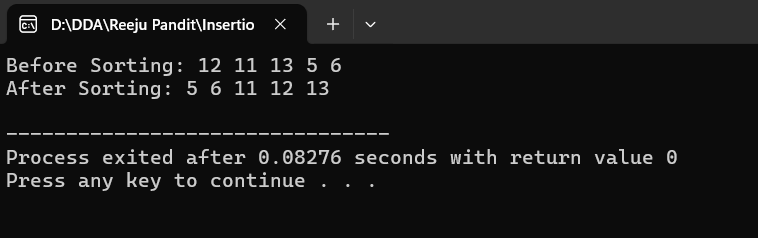 D:\DDA\Reeju Pandit\Insertio
Before Sorting: 12 11 13 5 6
After Sorting: 5 6 11 12 13
--------------------------------
Process exited after 0.08276 seconds with return value 0
Press any key to continue . . .